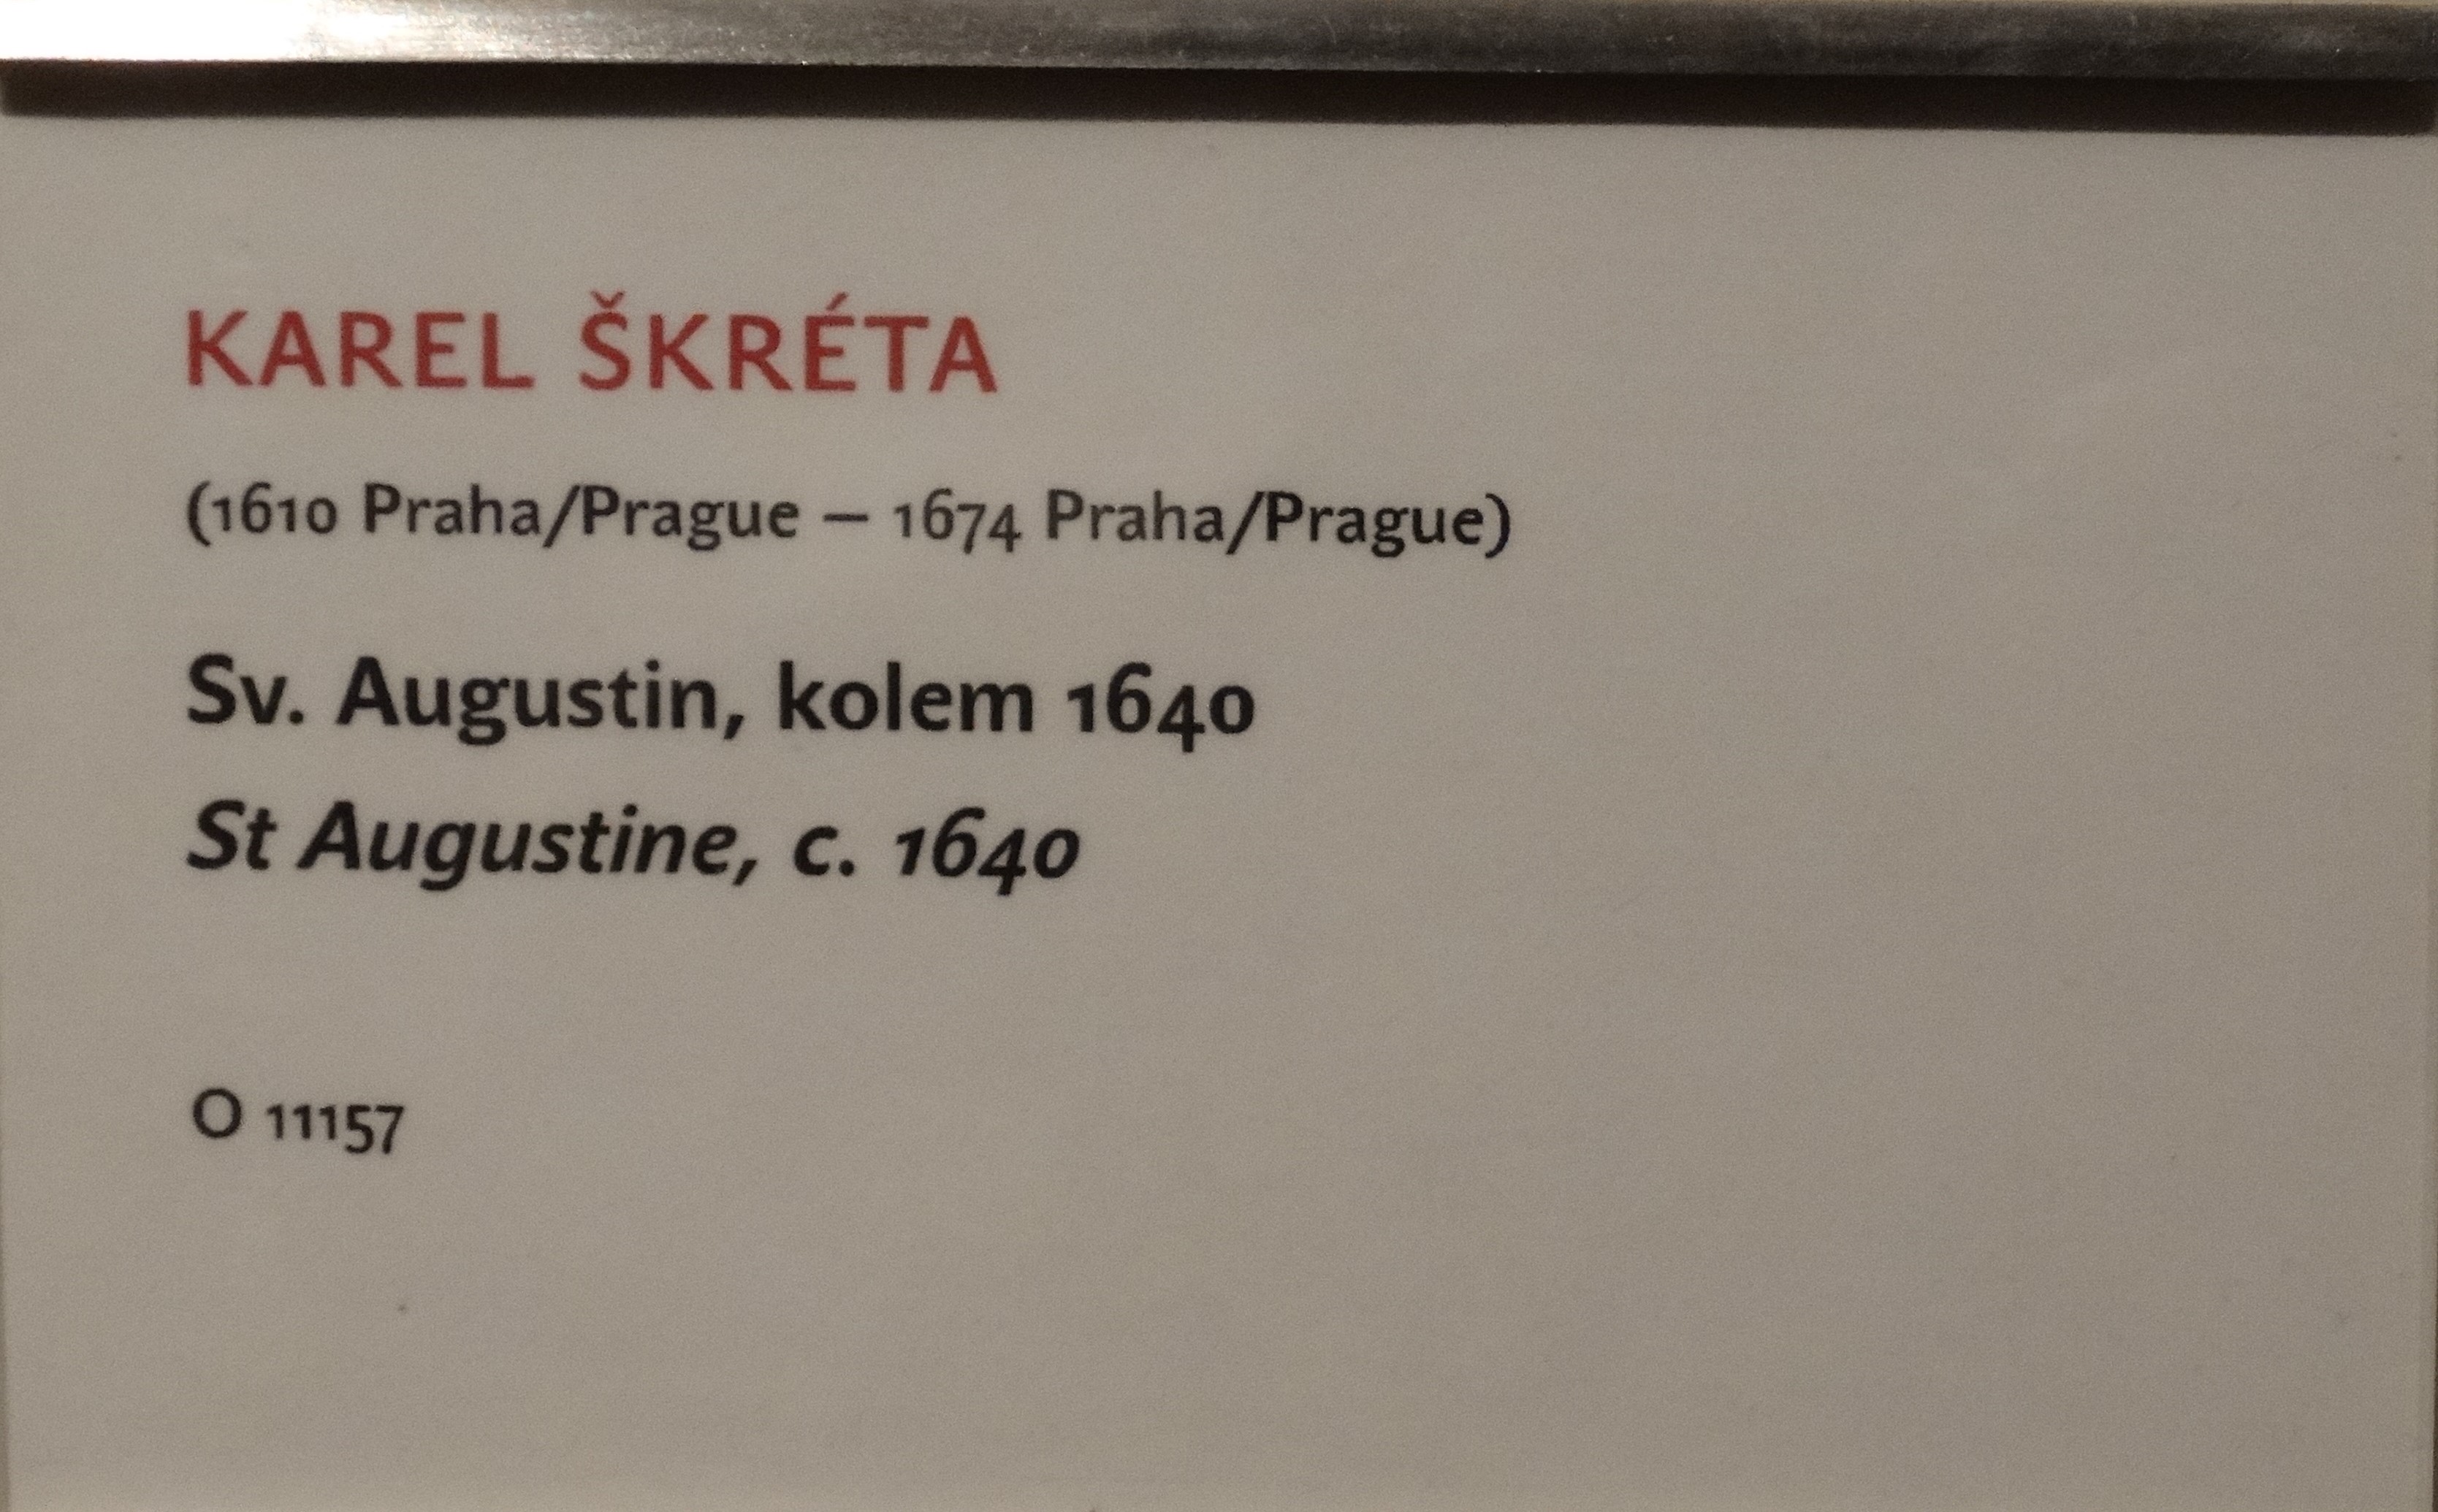 KAREL ŠKRÉTA
(1610 Praha/Prague – 1674 Praha/Prague)
Sv. Augustin, kolem 1640
St Augustine, c. 1640
O 11157